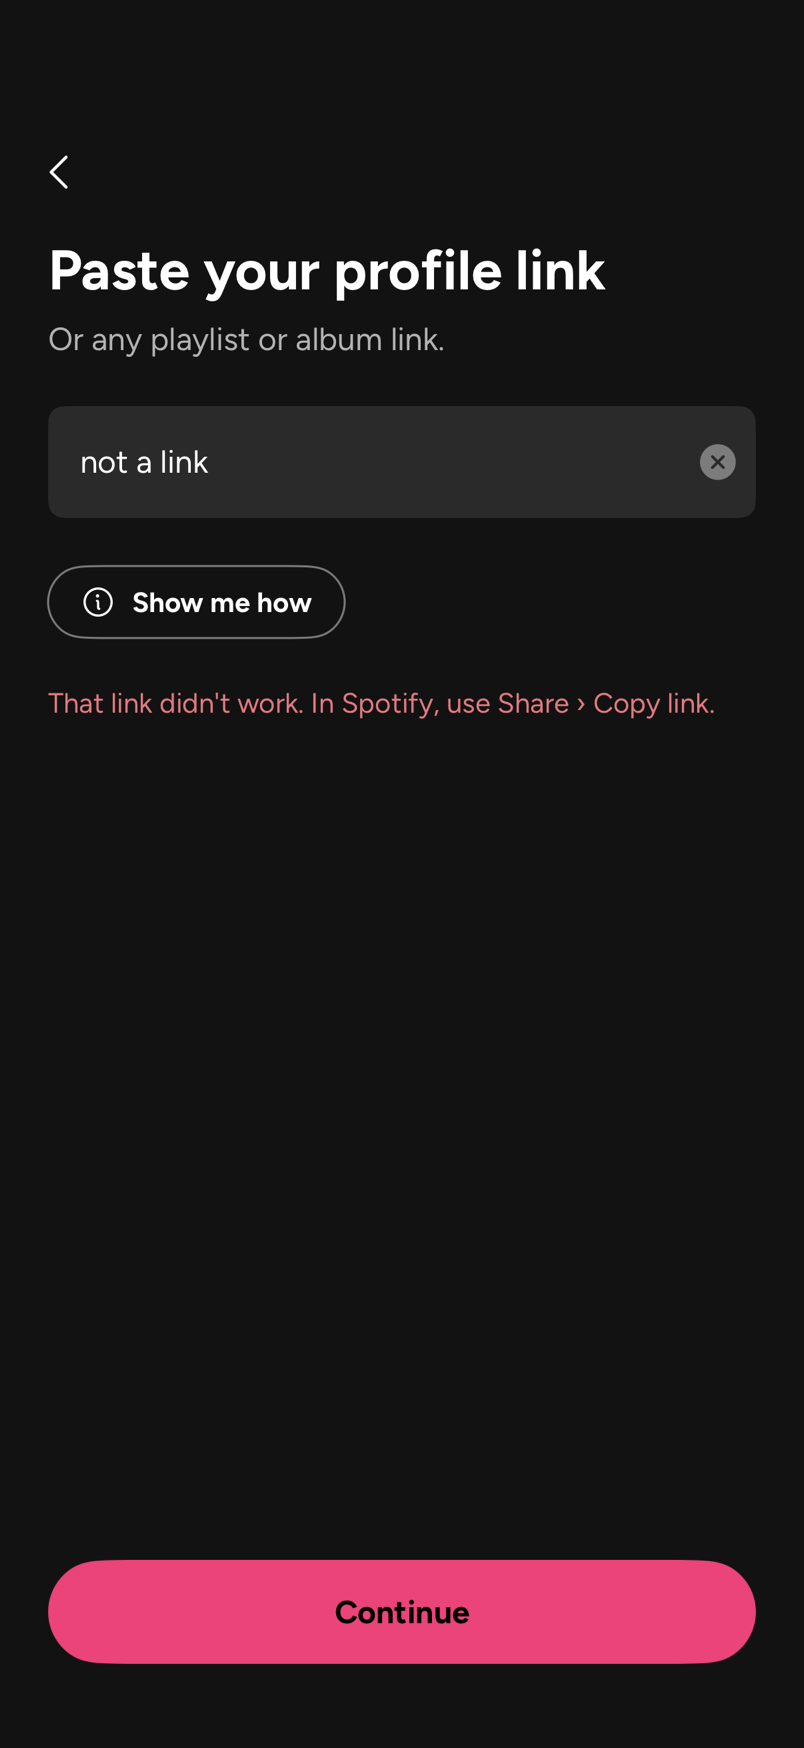 Paste your profile link
Or any playlist or album link.
not a link
Show me how
That link didn't work. In Spotify, use Share › Copy link.
Continue